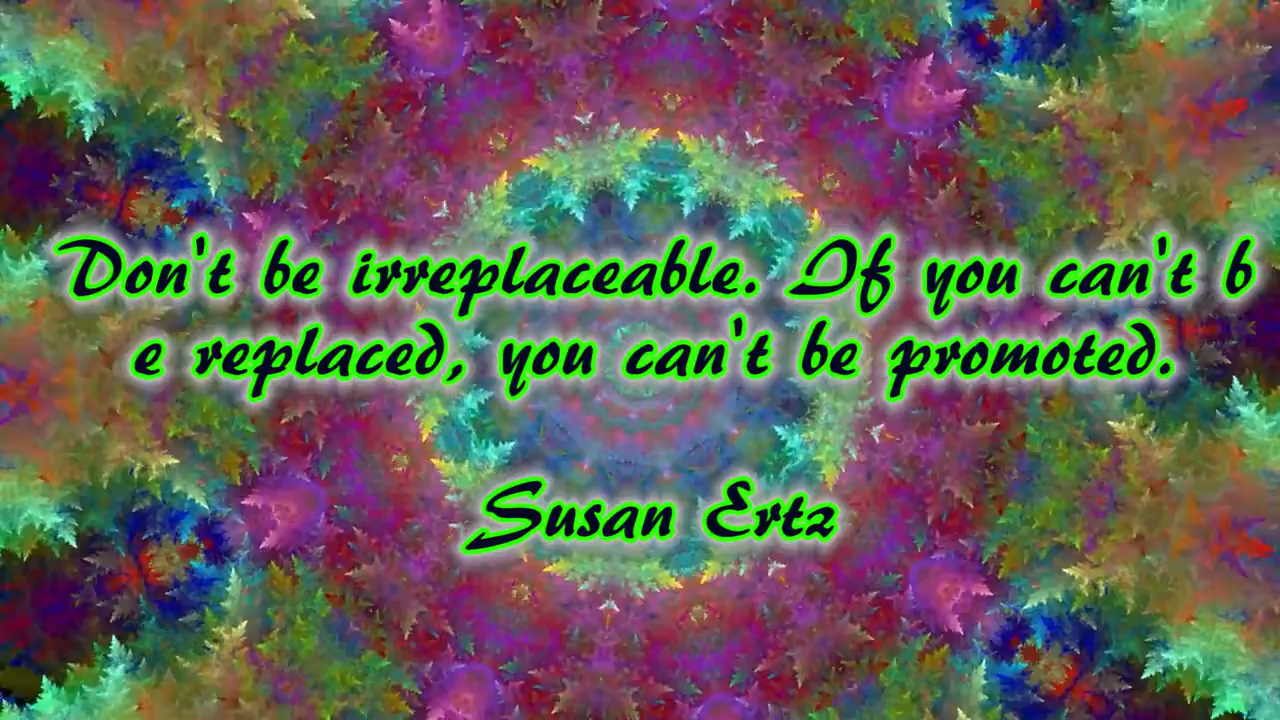 Don't be irreplaceable. If you can't b
e replaced, you can't be promoted.
Susan Ertz